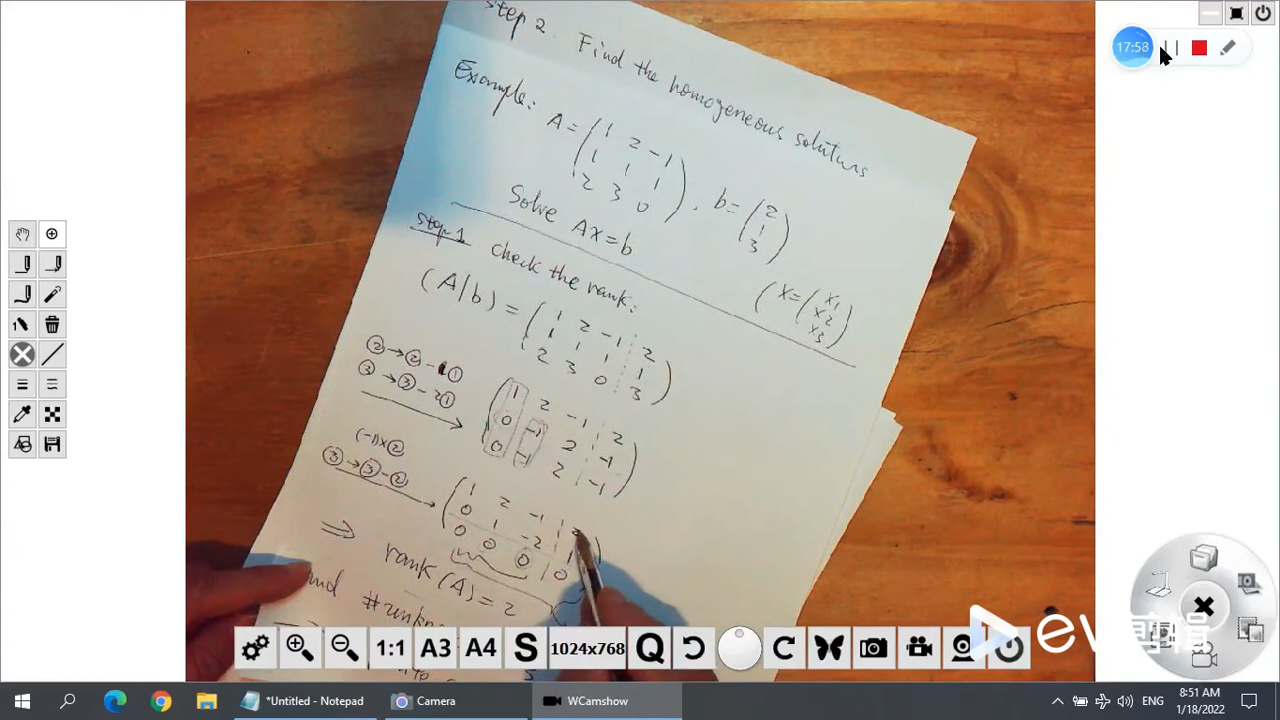 Step 2. Find the homogeneous solutions
Example: A = ( 1 2 -1
1 1 1
2 3 0 ) , b = ( 2
1
3 )
Solve Ax = b
Step 1 Check the rank:
( X = ( x1
x2
x3 )
(A|b) = ( 1 2 -1 2
1 1 1 1
2 3 0 3 )
② → ② - ①
③ → ③ - 2①
( 1 2 -1 2
0 -1 2 -1
0 -1 2 -1 )
(-1)×②
③ → ③ - ②
( 1 2 -1 2
0 1 -2 1
0 0 0 0 )
⇒ rank (A) = 2
17:58
1:1 A3 A4 S 1024x768 Q
*Untitled - Notepad
Camera
WCamshow
ENG
8:51 AM
1/18/2022